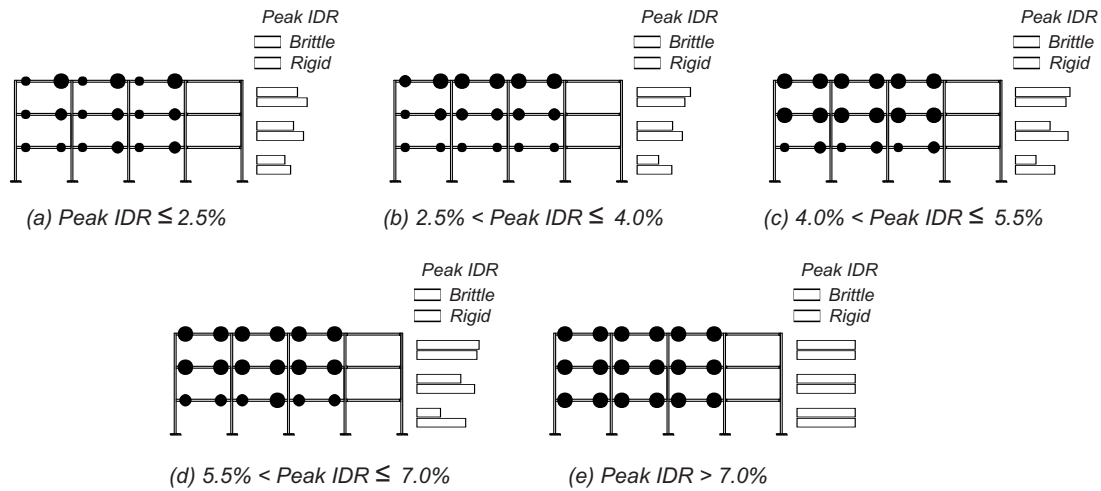 Peak IDR
Brittle
Rigid
(a) Peak IDR ≤ 2.5%
Peak IDR
Brittle
Rigid
(b) 2.5% < Peak IDR ≤ 4.0%
Peak IDR
Brittle
Rigid
(c) 4.0% < Peak IDR ≤ 5.5%
Peak IDR
Brittle
Rigid
(d) 5.5% < Peak IDR ≤ 7.0%
Peak IDR
Brittle
Rigid
(e) Peak IDR > 7.0%